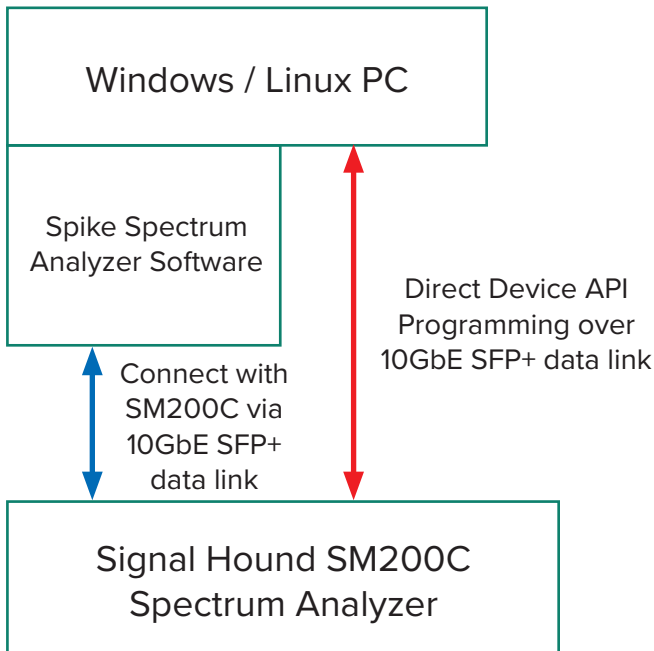 Windows / Linux PC
Spike Spectrum
Analyzer Software
Direct Device API
Programming over
10GbE SFP+ data link
Connect with
SM200C via
10GbE SFP+
data link
Signal Hound SM200C
Spectrum Analyzer